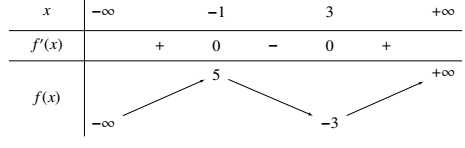 x −∞ −1 3 +∞
f′(x) + 0 − 0 +
5 +∞
f(x)
−∞ −3